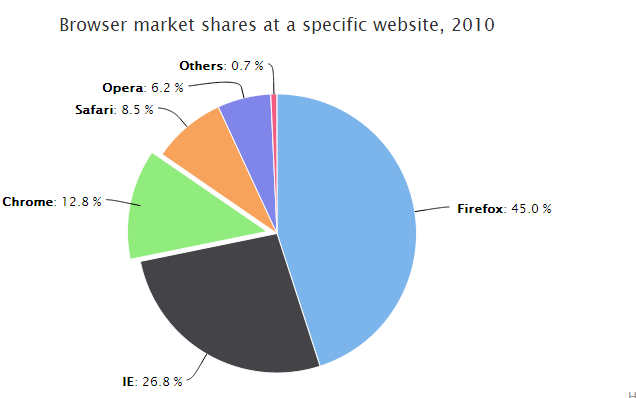 Browser market shares at a specific website, 2010
Others: 0.7 %
Opera: 6.2 %
Safari: 8.5 %
Chrome: 12.8 %
Firefox: 45.0 %
IE: 26.8 %
H